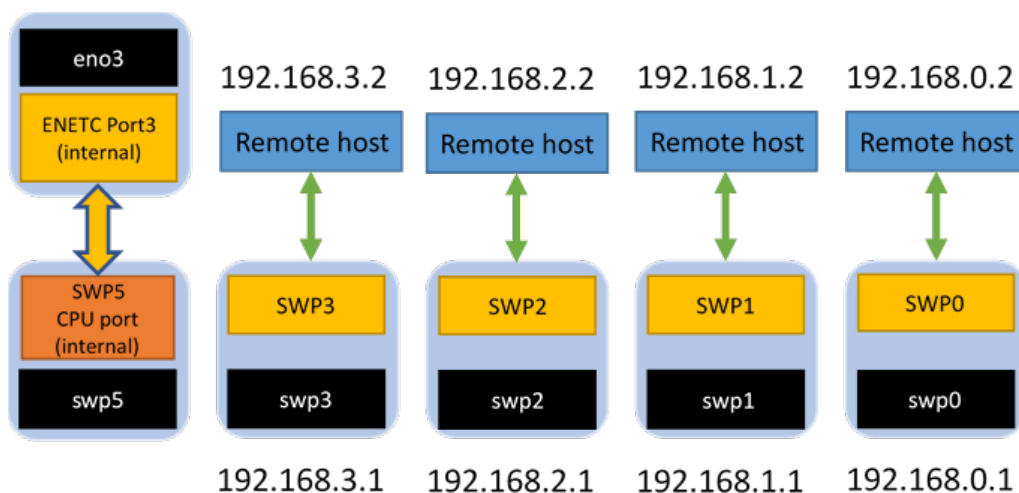 eno3
ENETC Port3
(internal)
192.168.3.2
192.168.2.2
192.168.1.2
192.168.0.2
Remote host
Remote host
Remote host
Remote host
SWP5
CPU port
(internal)
SWP3
SWP2
SWP1
SWP0
swp5
swp3
swp2
swp1
swp0
192.168.3.1
192.168.2.1
192.168.1.1
192.168.0.1